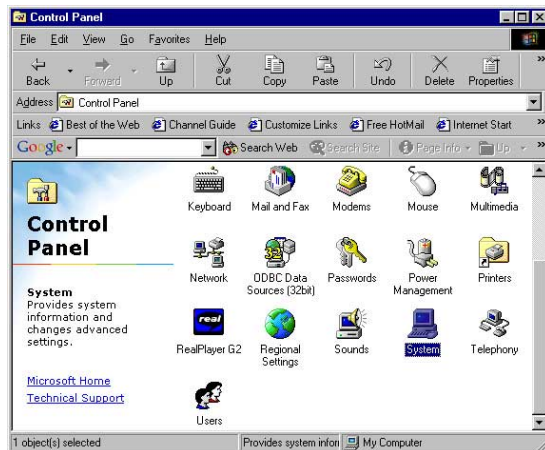 Control Panel
File Edit View Go Favorites Help
Back Forward Up Cut Copy Paste Undo Delete Properties »
Address Control Panel
Links Best of the Web Channel Guide Customize Links Free HotMail Internet Start »
Google Search Web Search Site Page Info Up »
Control
Panel
System
Provides system
information and
changes advanced
settings.
Microsoft Home
Technical Support
Keyboard Mail and Fax Modems Mouse Multimedia
Network ODBC Data Sources (32bit) Passwords Power Management Printers
real
RealPlayer G2 Regional Settings Sounds System Telephony
Users
1 object(s) selected Provides system infor My Computer